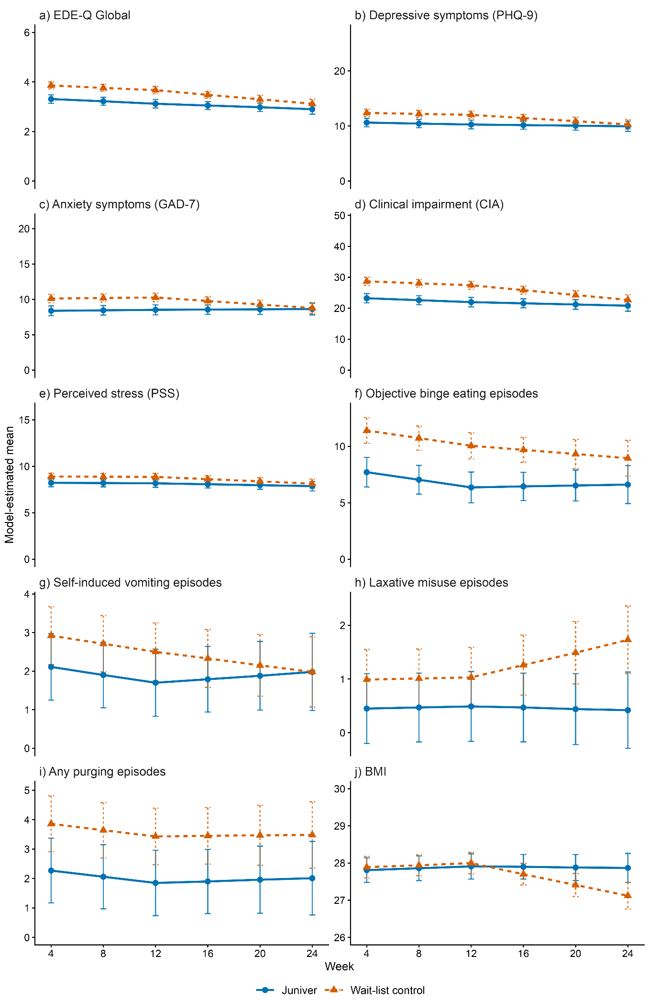 a) EDE-Q Global
6
4
2
0
b) Depressive symptoms (PHQ-9)
20
10
0
c) Anxiety symptoms (GAD-7)
20
15
10
5
0
d) Clinical impairment (CIA)
50
40
30
20
10
0
Model-estimated mean
e) Perceived stress (PSS)
15
10
5
0
f) Objective binge eating episodes
10
5
0
g) Self-induced vomiting episodes
4
3
2
1
0
h) Laxative misuse episodes
2
1
0
i) Any purging episodes
5
4
3
2
1
0
4 8 12 16 20 24
j) BMI
30
29
28
27
26
4 8 12 16 20 24
Week
Juniver Wait-list control